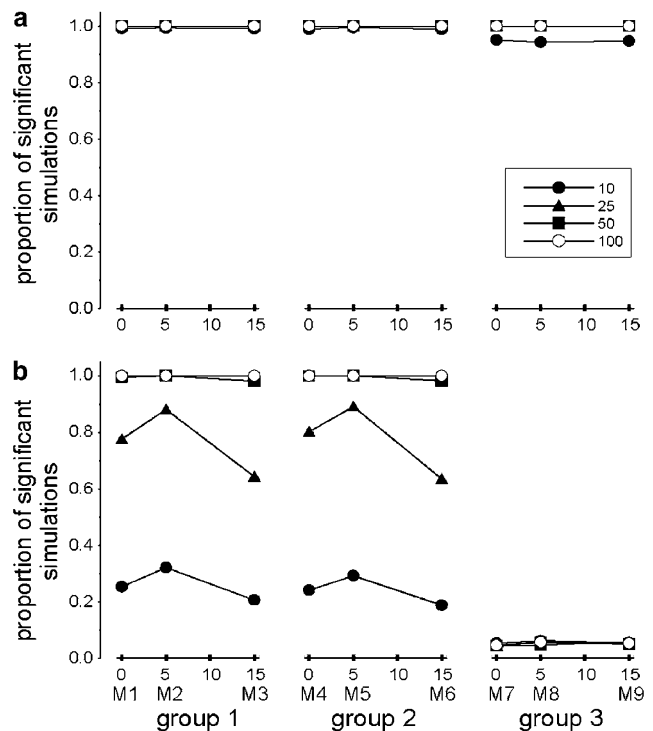 a
proportion of significant
simulations
1.0
0.8
0.6
0.4
0.2
0.0
0 5 10 15 0 5 10 15 0 5 10 15
10
25
50
100
b
proportion of significant
simulations
1.0
0.8
0.6
0.4
0.2
0.0
0 5 10 15 0 5 10 15 0 5 10 15
M1 M2 M3 M4 M5 M6 M7 M8 M9
group 1 group 2 group 3